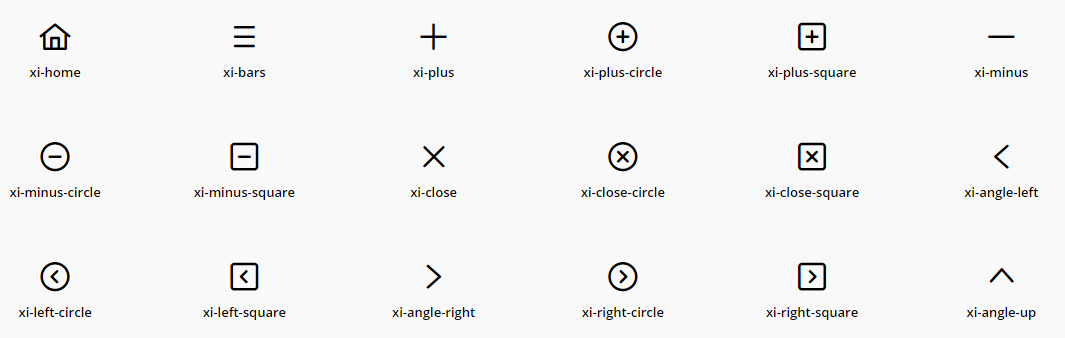 xi-home
xi-bars
xi-plus
xi-plus-circle
xi-plus-square
xi-minus
xi-minus-circle
xi-minus-square
xi-close
xi-close-circle
xi-close-square
xi-angle-left
xi-left-circle
xi-left-square
xi-angle-right
xi-right-circle
xi-right-square
xi-angle-up